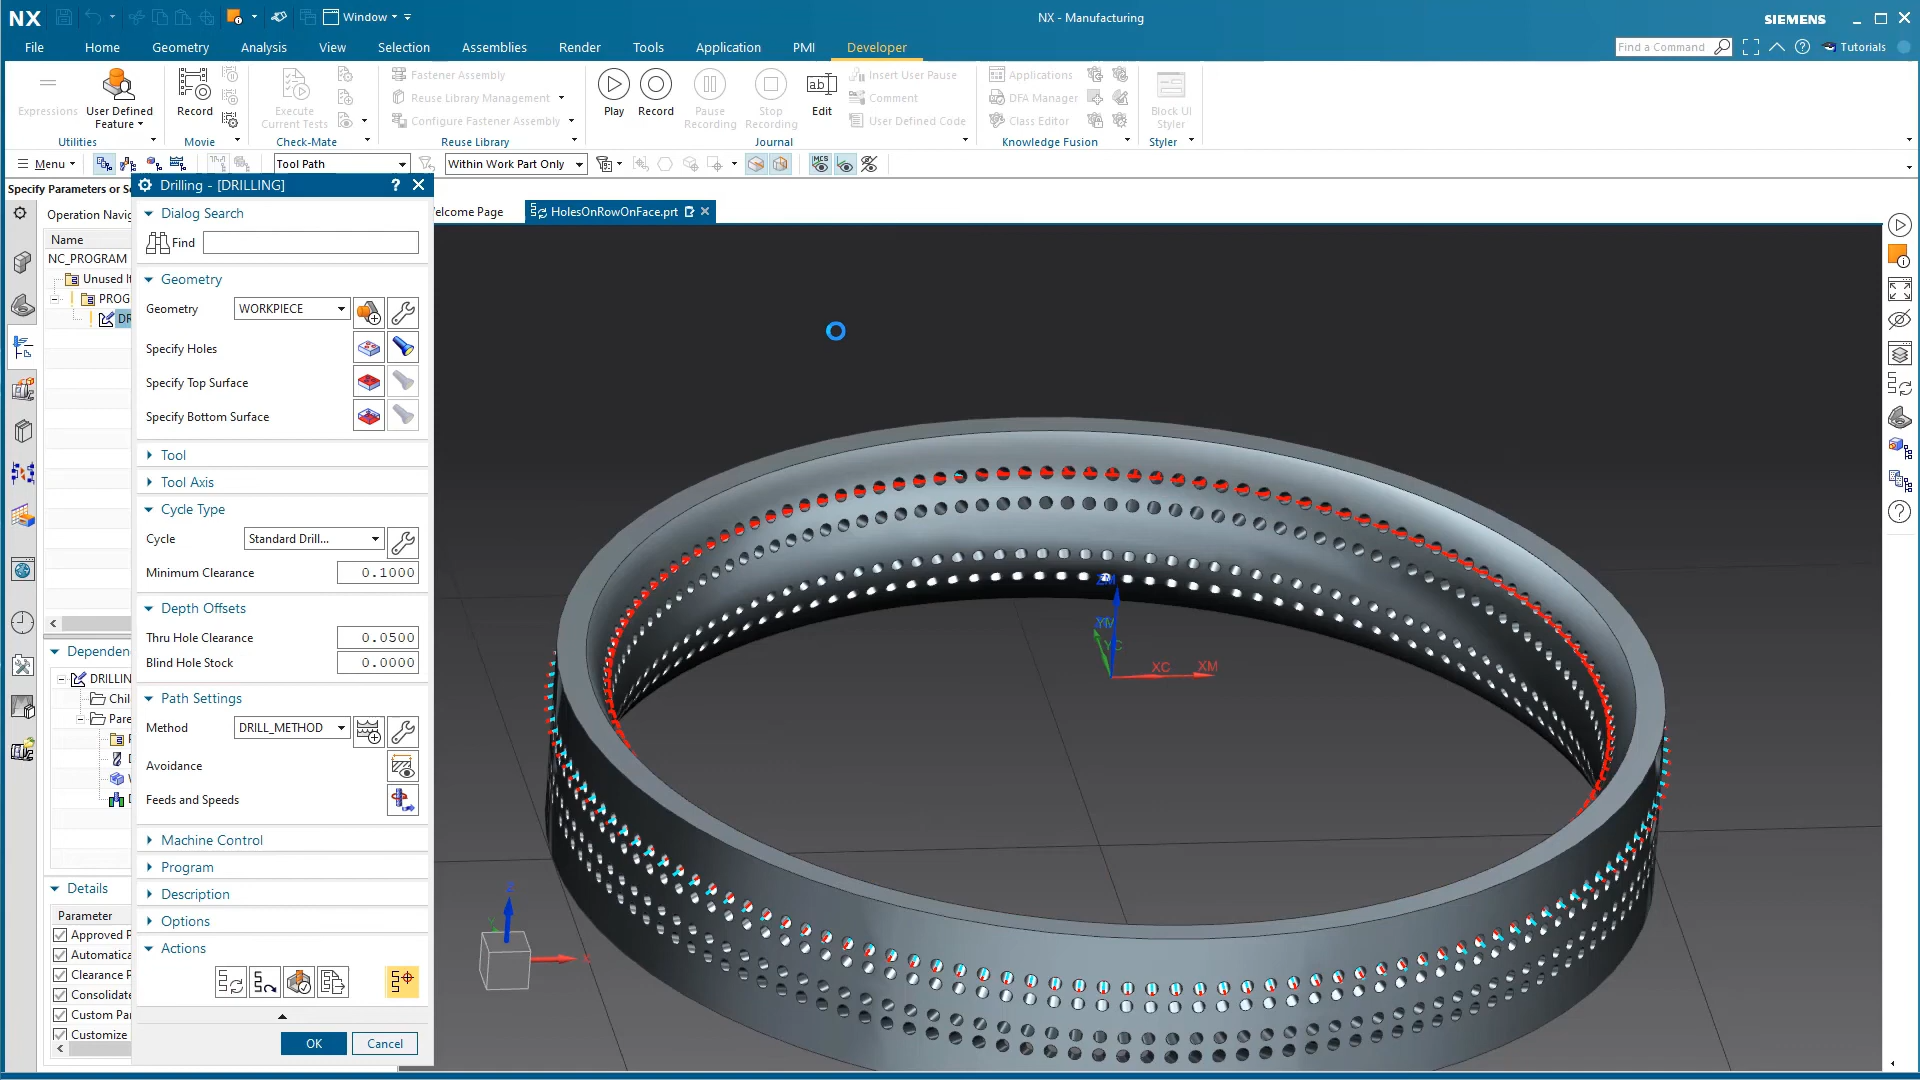 NX
Window
NX - Manufacturing
SIEMENS
File
Home
Geometry
Analysis
View
Selection
Assemblies
Render
Tools
Application
PMI
Developer
Find a Command
Tutorials
Expressions
User Defined
Feature
Utilities
Record
Movie
Execute
Current Tests
Check-Mate
Fastener Assembly
Reuse Library Management
Configure Fastener Assembly
Reuse Library
Play
Record
Pause
Recording
Stop
Recording
Edit
Insert User Pause
Comment
User Defined Code
Journal
Applications
DFA Manager
Class Editor
Knowledge Fusion
Block UI
Styler
Styler
Menu
Tool Path
Within Work Part Only
MCS
Specify Parameters or Se
Drilling - [DRILLING]
elcome Page
HolesOnRowOnFace.prt
Operation Navig
Name
NC_PROGRAM
Unused It
PROG
DR
Dialog Search
Find
Geometry
Geometry
WORKPIECE
Specify Holes
Specify Top Surface
Specify Bottom Surface
Tool
Tool Axis
Cycle Type
Cycle
Standard Drill...
Minimum Clearance
0.1000
Depth Offsets
Thru Hole Clearance
0.0500
Blind Hole Stock
0.0000
Path Settings
Method
DRILL_METHOD
Avoidance
Feeds and Speeds
Machine Control
Program
Description
Options
Actions
OK
Cancel
Dependen
DRILLIN
Chil
Pare
Details
Parameter
Approved P
Automatica
Clearance P
Consolidate
Custom Par
Customize
ZM
YM
YC
XC
XM